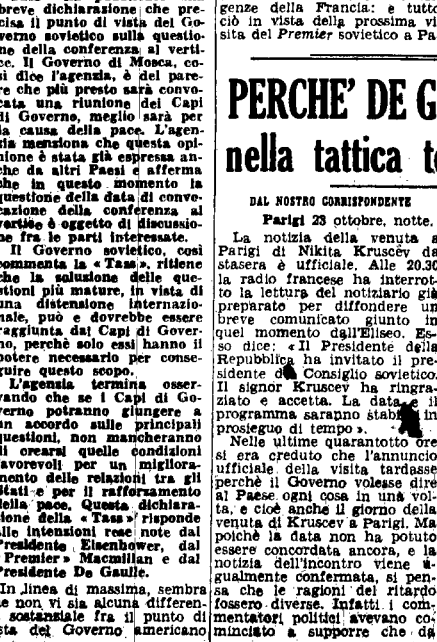 breve dichiarazione che pre-
cisa il punto di vista del Go-
verno sovietico sulla questio-
ne della conferenza al verti-
ce. Il Governo di Mosca, co-
sì dice l'agenzia, è del pare-
re che più presto sarà convo-
cata una riunione dei Capi
di Governo, meglio sarà per
la causa della pace. L'agen-
zia menziona che questa opi-
nione è stata già espressa an-
che da altri Paesi e afferma
che in questo momento la
questione della data di convo-
cazione della conferenza al
vertice è oggetto di discussio-
ne fra le parti interessate.
Il Governo sovietico, così
commenta la « Tass », ritiene
che la soluzione delle que-
stioni più mature, in vista di
una distensione internazio-
nale, può e dovrebbe essere
raggiunta dai Capi di Gover-
no, perchè solo essi hanno il
potere necessario per conse-
guire questo scopo.
L'agenzia termina osser-
vando che se i Capi di Go-
verno potranno giungere a
un accordo sulle principali
questioni, non mancheranno
di crearsi quelle condizioni
favorevoli per un migliora-
mento delle relazioni tra gli
Stati e per il rafforzamento
della pace. Questa dichiara-
zione della « Tass » risponde
alle intenzioni rese note dal
Presidente Eisenhower, dal
« Premier » Macmillan e dal
Presidente De Gaulle.
In linea di massima, sembra
che non vi sia alcuna differen-
za sostanziale fra il punto di
vista del Governo americano
genze della Francia: e tutto
ciò in vista della prossima vi-
sita del Premier sovietico a Pa-
PERCHE' DE G
nella tattica t
DAL NOSTRO CORRISPONDENTE
Parigi 23 ottobre, notte.
La notizia della venuta a
Parigi di Nikita Kruscev da
stasera è ufficiale. Alle 20.30
la radio francese ha interrot-
to la lettura del notiziario già
preparato per diffondere un
breve comunicato giunto in
quel momento dall'Eliseo. Es-
so dice: « Il Presidente della
Repubblica ha invitato il pre-
sidente Consiglio sovietico.
Il signor Kruscev ha ringra-
ziato e accetta. La data e il
programma saranno in
prosieguo di tempo ».
Nelle ultime quarantotto ore
si era creduto che l'annuncio
ufficiale della visita tardasse
perchè il Governo volesse dire
al Paese ogni cosa in una vol-
ta, e cioè anche il giorno della
venuta di Kruscev a Parigi. Ma
poichè la data non ha potuto
essere concordata ancora, e la
notizia dell'incontro viene u-
gualmente confermata, si pen-
sa che le ragioni del ritardo
fossero diverse. Infatti i com-
mentatori politici avevano co-
minciato a supporre che